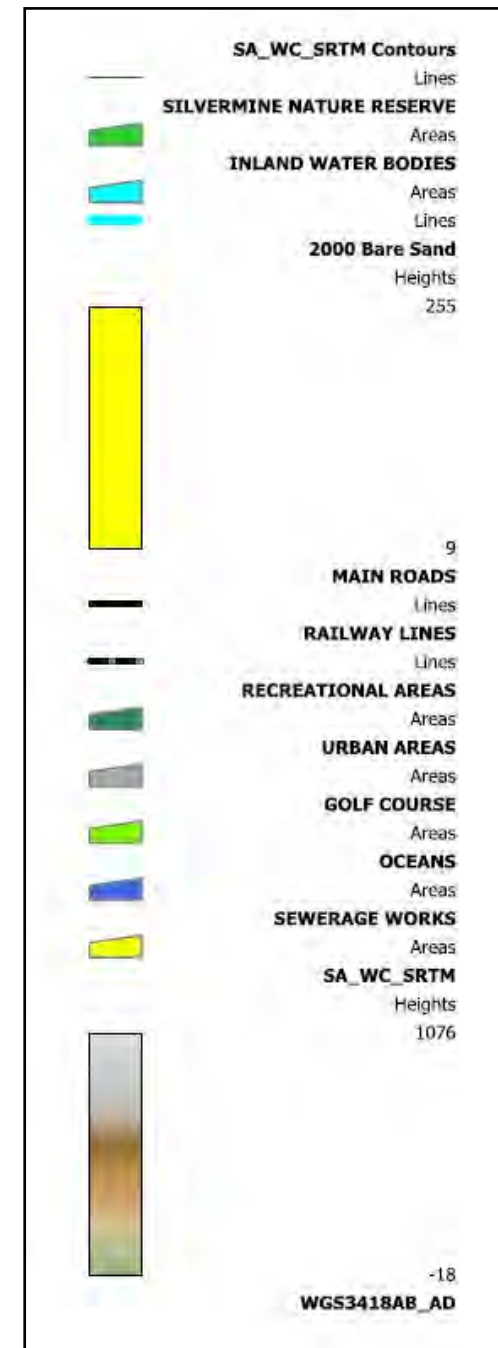 SA_WC_SRTM Contours
Lines
SILVERMINE NATURE RESERVE
Areas
INLAND WATER BODIES
Areas
Lines
2000 Bare Sand
Heights
255
9
MAIN ROADS
Lines
RAILWAY LINES
Lines
RECREATIONAL AREAS
Areas
URBAN AREAS
Areas
GOLF COURSE
Areas
OCEANS
Areas
SEWERAGE WORKS
Areas
SA_WC_SRTM
Heights
1076
-18
WGS3418AB_AD